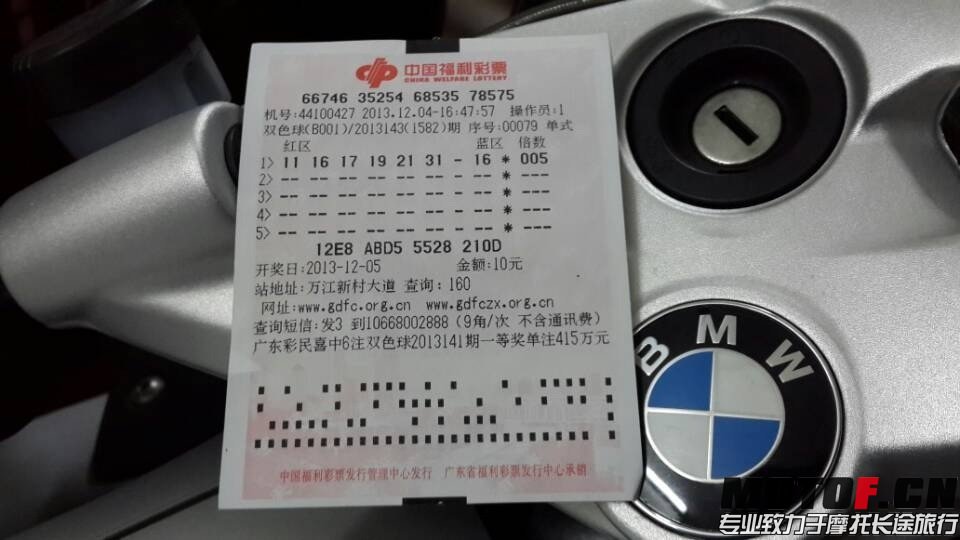 中国福利彩票
CHINA WELFARE LOTTERY
66746 35254 68535 78575
机号:44100427 2013.12.04-16:47:57 操作员:1
双色球(B001)/2013143(1582)期 序号:00079 单式
红区 蓝区 倍数
1> 11 16 17 19 21 31 - 16 * 005
2> -- -- -- -- -- -- - -- * ---
3> -- -- -- -- -- -- - -- * ---
4> -- -- -- -- -- -- - -- * ---
5> -- -- -- -- -- -- - -- * ---
12E8 ABD5 5528 210D
开奖日:2013-12-05 金额:10元
站地址:万江新村大道 查询:160
网址:www.gdfc.org.cn www.gdfczx.org.cn
查询短信:发3 到10668002888(9角/次 不含通讯费)
广东彩民喜中6注双色球2013141期一等奖单注415万元
中国福利彩票发行管理中心发行 广东省福利彩票发行中心承销
BMW
MOTOF.CN
专业致力于摩托长途旅行